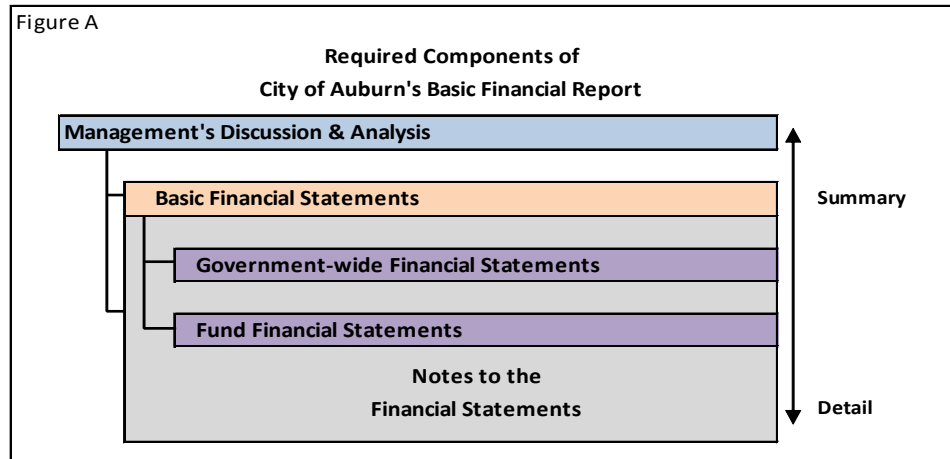 Figure A
Required Components of
City of Auburn's Basic Financial Report
Management's Discussion & Analysis
Basic Financial Statements
Summary
Government-wide Financial Statements
Fund Financial Statements
Notes to the
Financial Statements
Detail